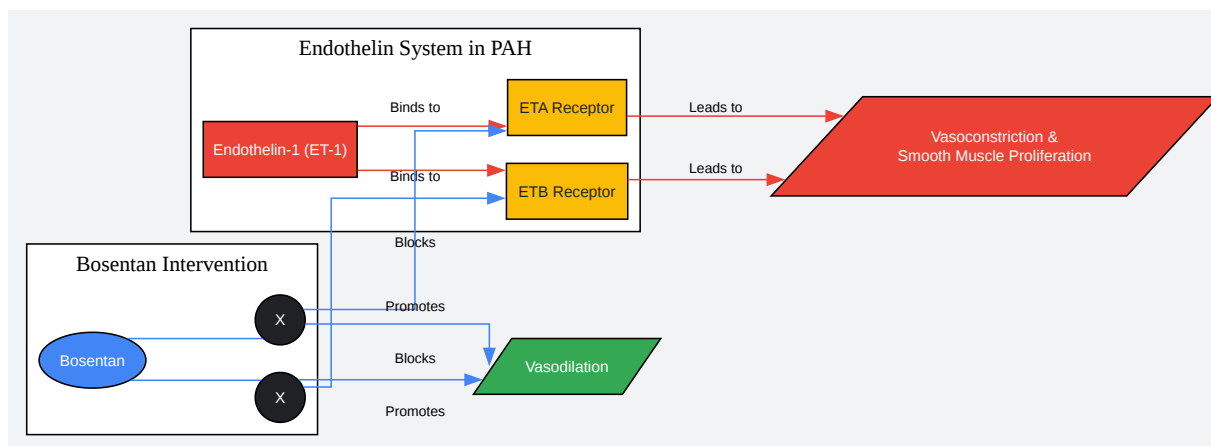 Endothelin System in PAH
Binds to
ETA Receptor
Leads to
Endothelin-1 (ET-1)
Vasoconstriction &
Smooth Muscle Proliferation
Binds to
ETB Receptor
Leads to
Blocks
Bosentan Intervention
X
Promotes
Bosentan
Blocks
Vasodilation
X
Promotes